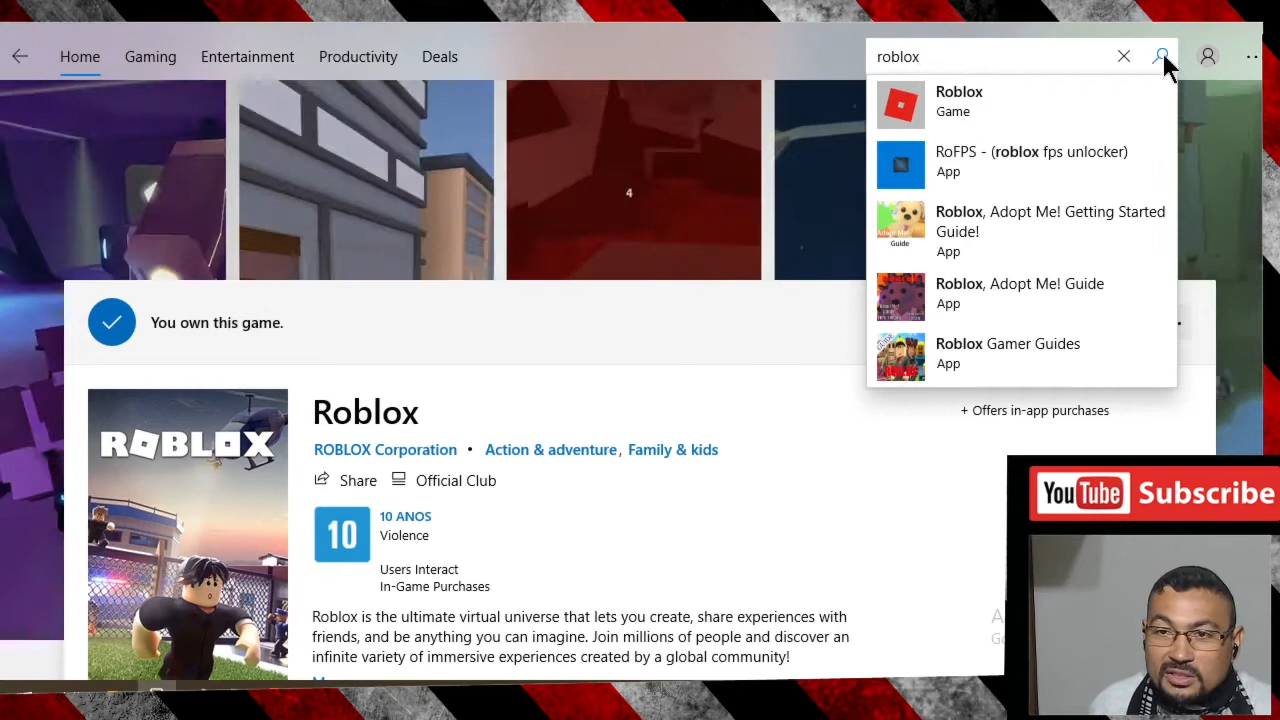 Home Gaming Entertainment Productivity Deals
roblox
Roblox
Game
RoFPS - (roblox fps unlocker)
App
Roblox, Adopt Me! Getting Started
Guide!
App
Guide
Roblox, Adopt Me! Guide
App
Roblox Gamer Guides
App
4
You own this game.
+ Offers in-app purchases
ROBLOX
Roblox
ROBLOX Corporation • Action & adventure, Family & kids
Share Official Club
10
10 ANOS
Violence
Users Interact
In-Game Purchases
Roblox is the ultimate virtual universe that lets you create, share experiences with
friends, and be anything you can imagine. Join millions of people and discover an
infinite variety of immersive experiences created by a global community!
YouTube Subscribe